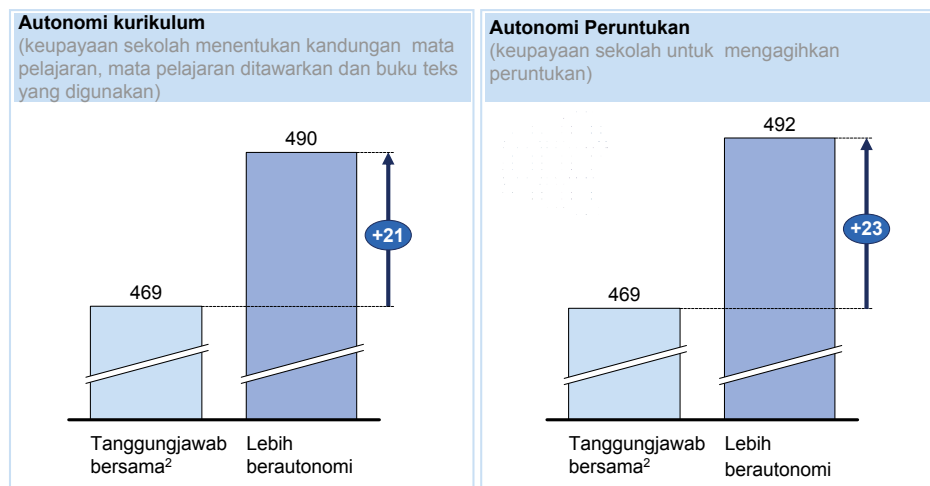 Autonomi kurikulum
(keupayaan sekolah menentukan kandungan mata
pelajaran, mata pelajaran ditawarkan dan buku teks
yang digunakan)
490
+21
469
Tanggungjawab
bersama²
Lebih
berautonomi
Autonomi Peruntukan
(keupayaan sekolah untuk mengagihkan
peruntukan)
492
+23
469
Tanggungjawab
bersama²
Lebih
berautonomi